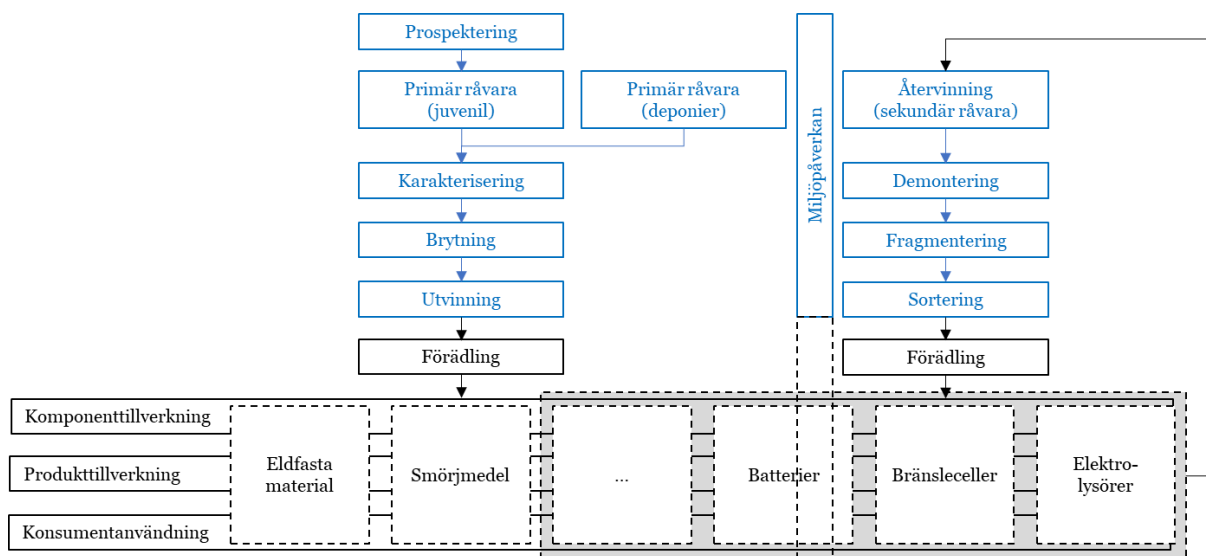 Prospektering
Primär råvara
(juvenil)
Primär råvara
(deponier)
Karakterisering
Brytning
Utvinning
Förädling
Miljöpåverkan
Återvinning
(sekundär råvara)
Demontering
Fragmentering
Sortering
Förädling
Komponenttillverkning
Produkttillverkning
Konsumentanvändning
Eldfasta
material
Smörjmedel
...
Batterier
Bränsleceller
Elektro-
lysörer